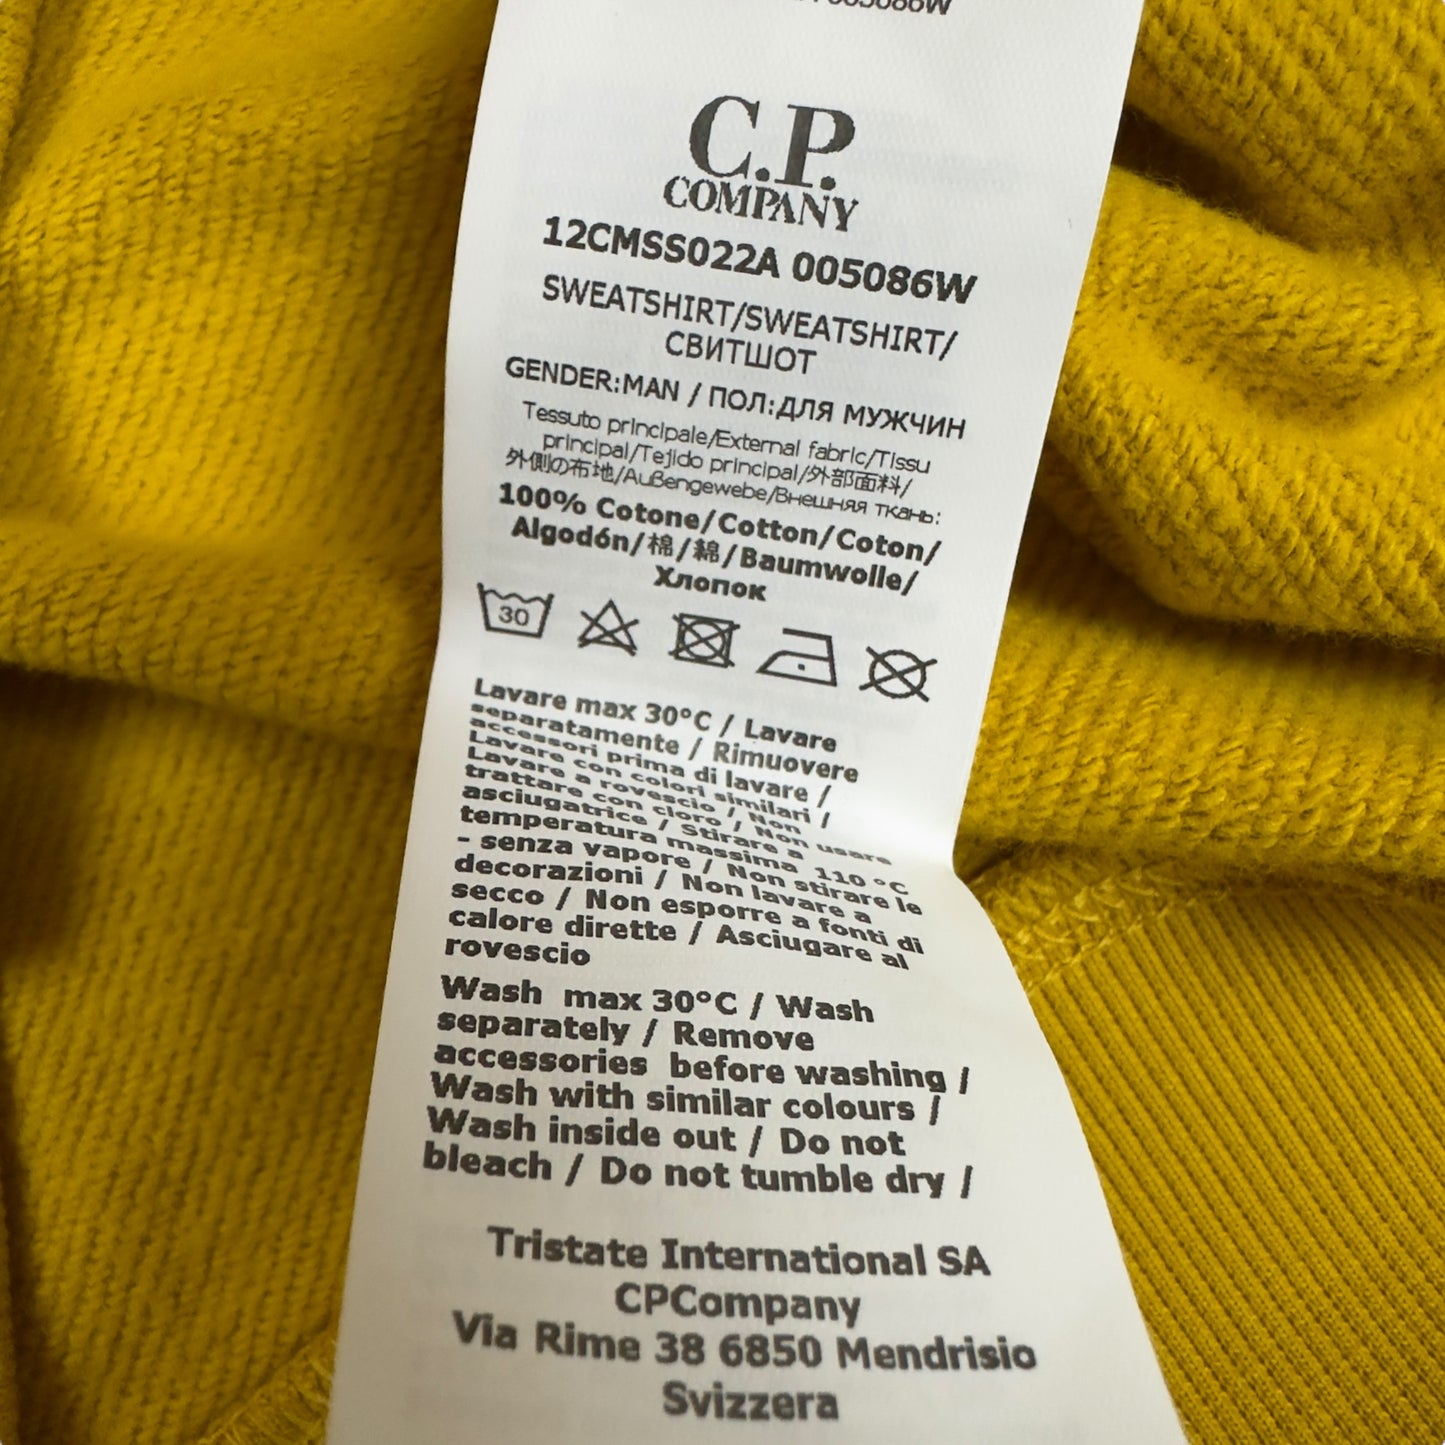 005086W
C.P.
COMPANY
12CMSS022A 005086W
SWEATSHIRT/SWEATSHIRT/
СВИТШОТ
GENDER:MAN / ПОЛ:ДЛЯ МУЖЧИН
Tessuto principale/External fabric/Tissu
principal/Tejido principal/外部面料/
外側の布地/Außengewebe/Внешняя ткань:
100% Cotone/Cotton/Coton/
Algodón/棉/綿/Baumwolle/
Хлопок
30
Lavare max 30°C / Lavare
separatamente / Rimuovere
accessori prima di lavare /
Lavare con colori similari /
Lavare a rovescio / Non
trattare con cloro / Non usare
asciugatrice / Stirare a
temperatura massima 110 °C
- senza vapore / Non stirare le
decorazioni / Non lavare a
secco / Non esporre a fonti di
calore dirette / Asciugare al
rovescio
Wash max 30°C / Wash
separately / Remove
accessories before washing /
Wash with similar colours /
Wash inside out / Do not
bleach / Do not tumble dry /
Tristate International SA
CPCompany
Via Rime 38 6850 Mendrisio
Svizzera